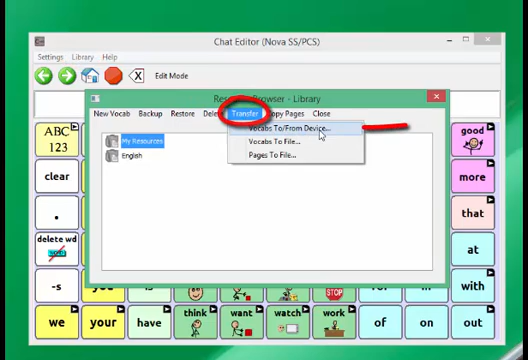 Chat Editor (Nova SS/PCS)
Settings Library Help
Edit Mode
Browser - Library
New Vocab Backup Restore Transfer Copy Pages Close
Vocabs To/From Device...
Vocabs To File...
Pages To File...
My Resources
English
ABC
123
good
clear
more
.
that
delete wd
WORD
at
-s
STOP
with
we
your
have
think
want
watch
work
of
on
out